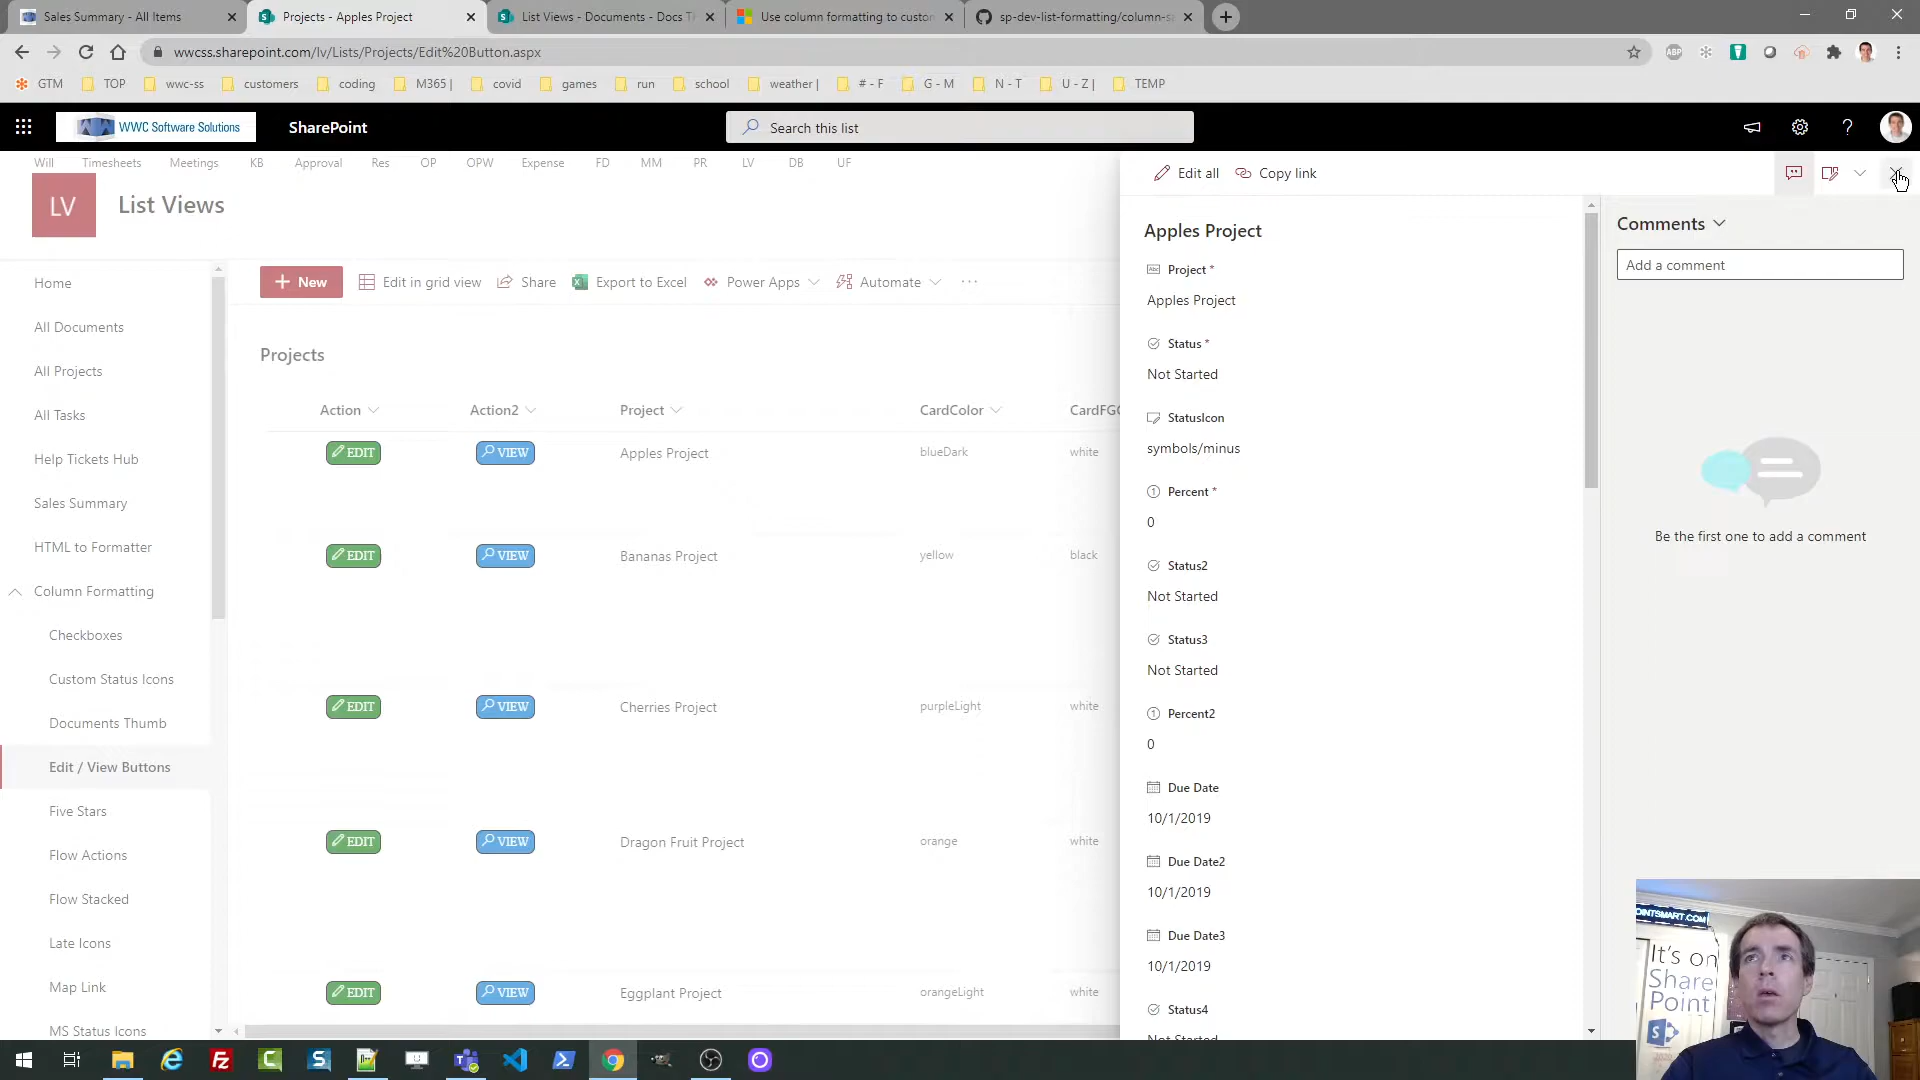 Sales Summary - All Items
Projects - Apples Project
List Views - Documents - Docs T
Use column formatting to custom
sp-dev-list-formatting/column-s
wwcss.sharepoint.com/lv/Lists/Projects/Edit%20Button.aspx
ABP
GTM TOP wwc-ss customers coding M365 | covid games run school weather | # - F G - M N - T U - Z | TEMP
WWC Software Solutions
SharePoint
Search this list
Will Timesheets Meetings KB Approval Res OP OPW Expense FD MM PR LV DB UF
LV
List Views
Home
All Documents
All Projects
All Tasks
Help Tickets Hub
Sales Summary
HTML to Formatter
Column Formatting
Checkboxes
Custom Status Icons
Documents Thumb
Edit / View Buttons
Five Stars
Flow Actions
Flow Stacked
Late Icons
Map Link
MS Status Icons
New Edit in grid view Share Export to Excel Power Apps Automate ...
Projects
Action Action2 Project CardColor CardFGC
EDIT VIEW Apples Project blueDark white
EDIT VIEW Bananas Project yellow black
EDIT VIEW Cherries Project purpleLight white
EDIT VIEW Dragon Fruit Project orange white
EDIT VIEW Eggplant Project orangeLight white
Edit all Copy link
Apples Project
Abc Project *
Apples Project
Status *
Not Started
StatusIcon
symbols/minus
Percent *
0
Status2
Not Started
Status3
Not Started
Percent2
0
Due Date
10/1/2019
Due Date2
10/1/2019
Due Date3
10/1/2019
Status4
Not Started
Comments
Add a comment
Be the first one to add a comment
OINTSMART.COM
It's on
Share
Point